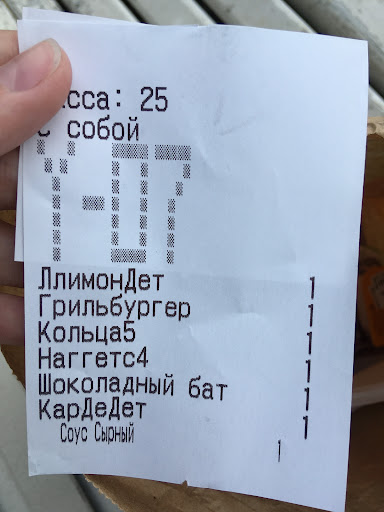 Касса: 25
с собой
Y-07
ЛлимонДет 1
Грильбургер 1
Кольца5 1
Наггетс4 1
Шоколадный бат 1
КарДеДет 1
Соус Сырный 1